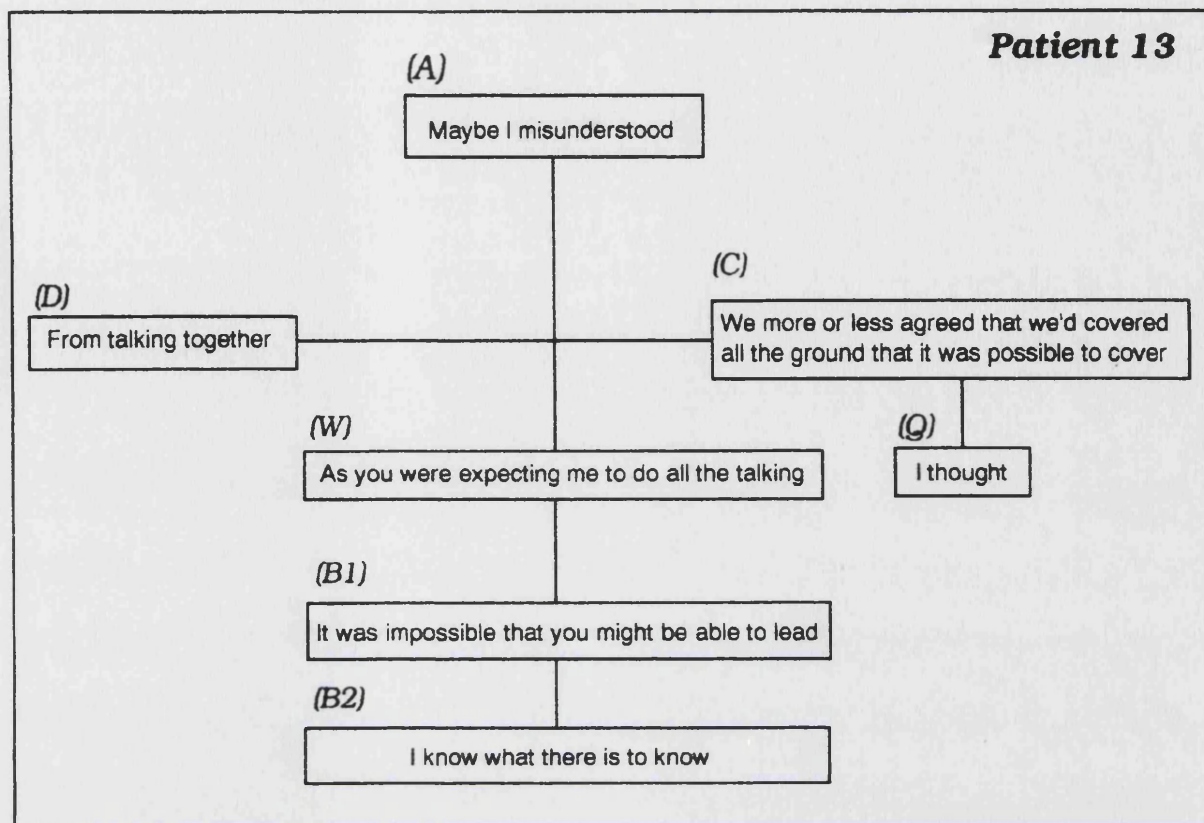 Patient 13
(A)
Maybe I misunderstood
(C)
(D)
We more or less agreed that we'd covered
all the ground that it was possible to cover
From talking together
(W)
(Q)
As you were expecting me to do all the talking
I thought
(B1)
It was impossible that you might be able to lead
(B2)
I know what there is to know